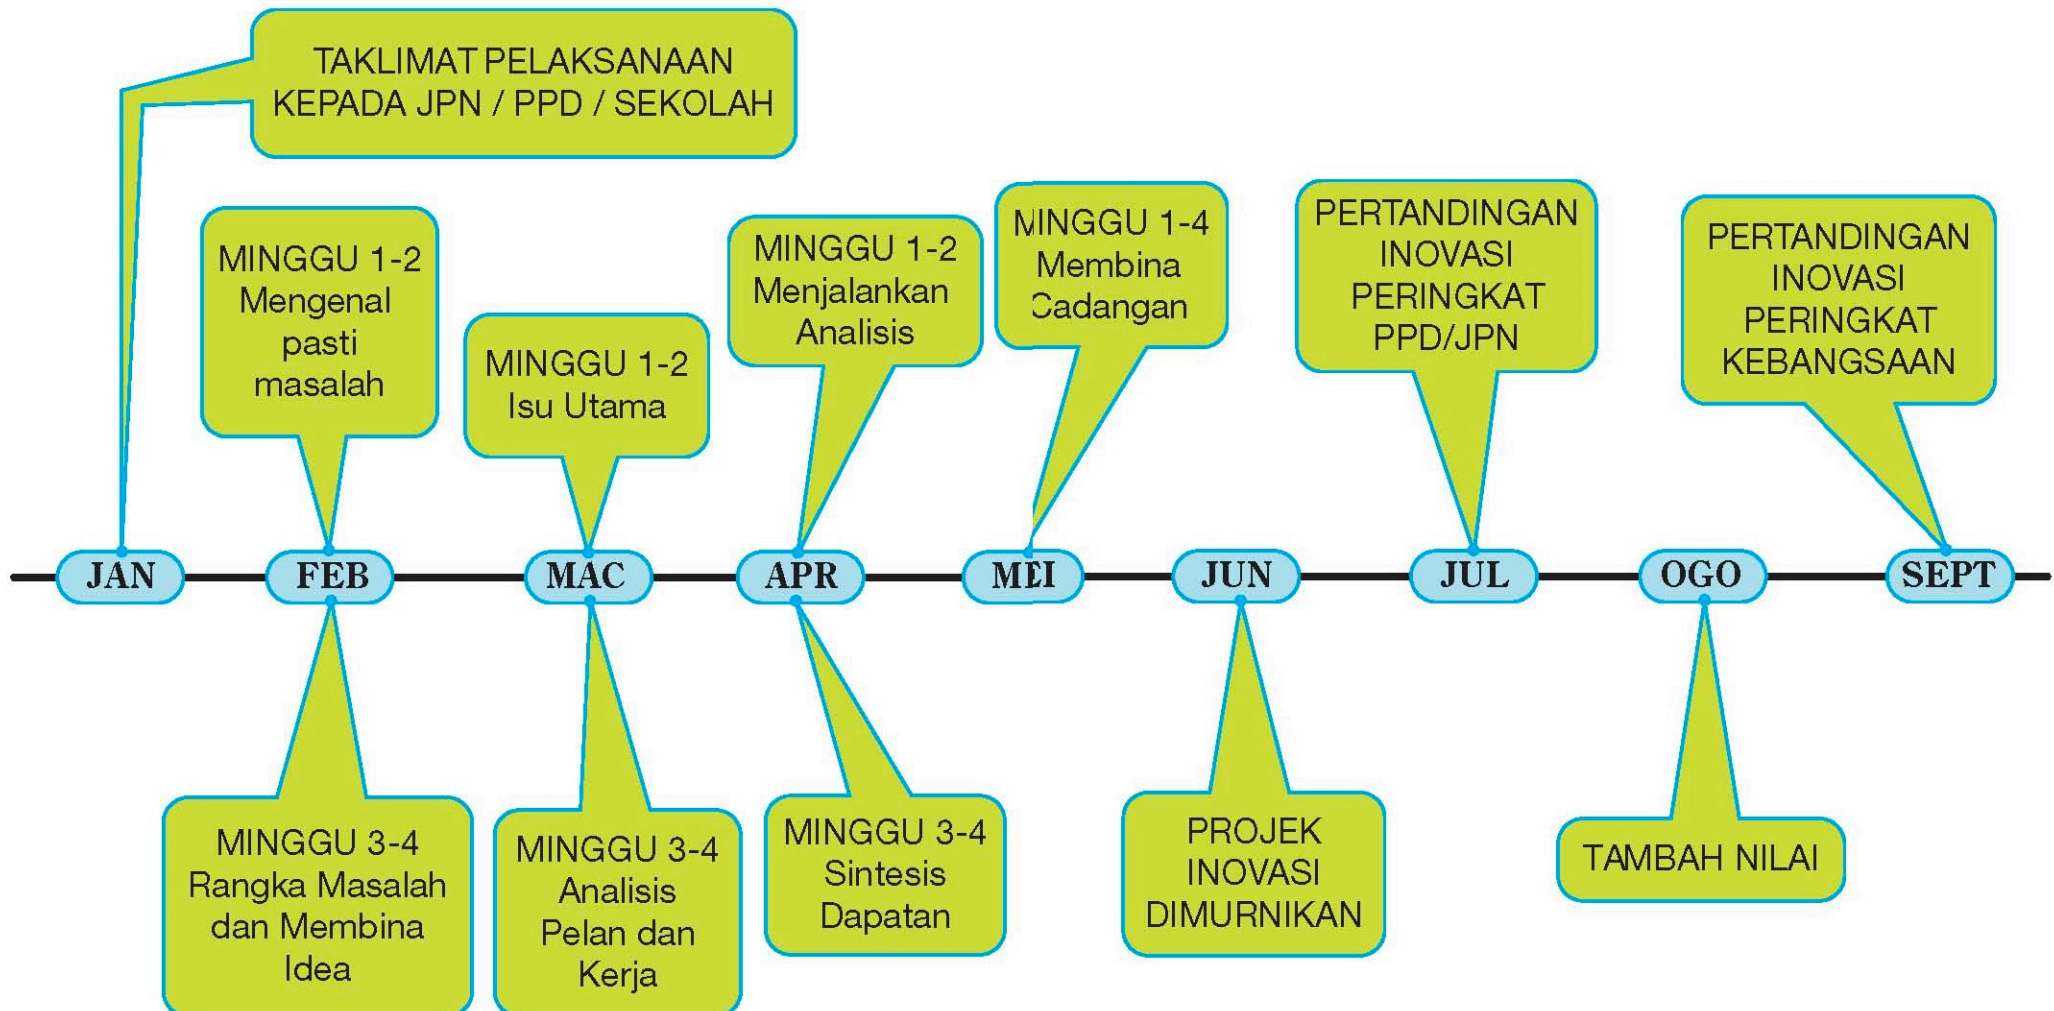 TAKLIMAT PELAKSANAAN
KEPADA JPN / PPD / SEKOLAH
MINGGU 1-2
Mengenal
pasti
masalah
MINGGU 1-2
Isu Utama
MINGGU 1-2
Menjalankan
Analisis
MINGGU 1-4
Membina
Cadangan
PERTANDINGAN
INOVASI
PERINGKAT
PPD/JPN
PERTANDINGAN
INOVASI
PERINGKAT
KEBANGSAAN
JAN
FEB
MAC
APR
MEI
JUN
JUL
OGO
SEPT
MINGGU 3-4
Rangka Masalah
dan Membina
Idea
MINGGU 3-4
Analisis
Pelan dan
Kerja
MINGGU 3-4
Sintesis
Dapatan
PROJEK
INOVASI
DIMURNIKAN
TAMBAH NILAI